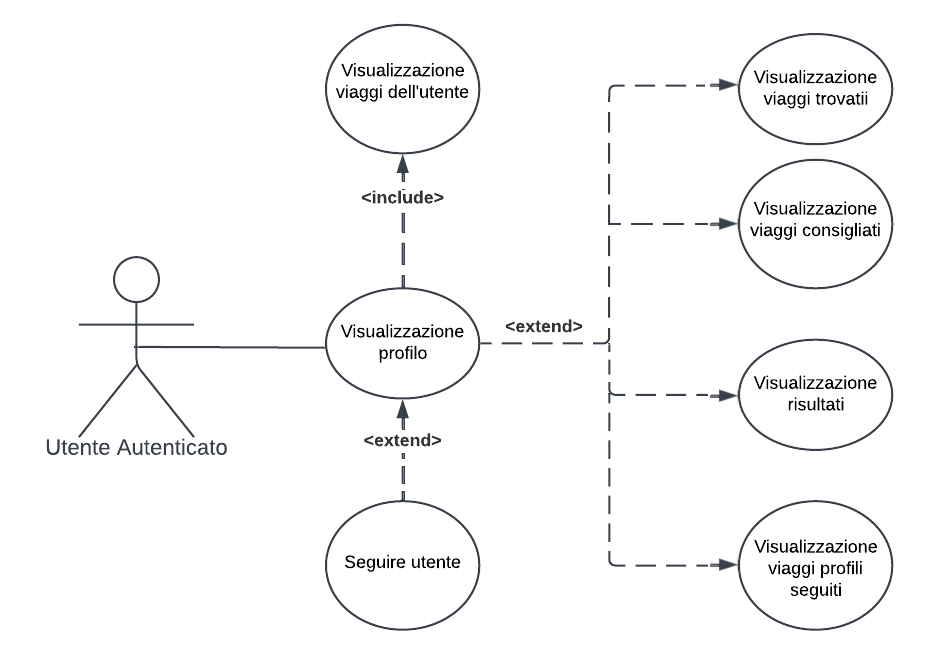 Visualizzazione
viaggi dell'utente
<include>
Visualizzazione
profilo
<extend>
Seguire utente
Utente Autenticato
<extend>
Visualizzazione
viaggi trovatii
Visualizzazione
viaggi consigliati
Visualizzazione
risultati
Visualizzazione
viaggi profili
seguiti